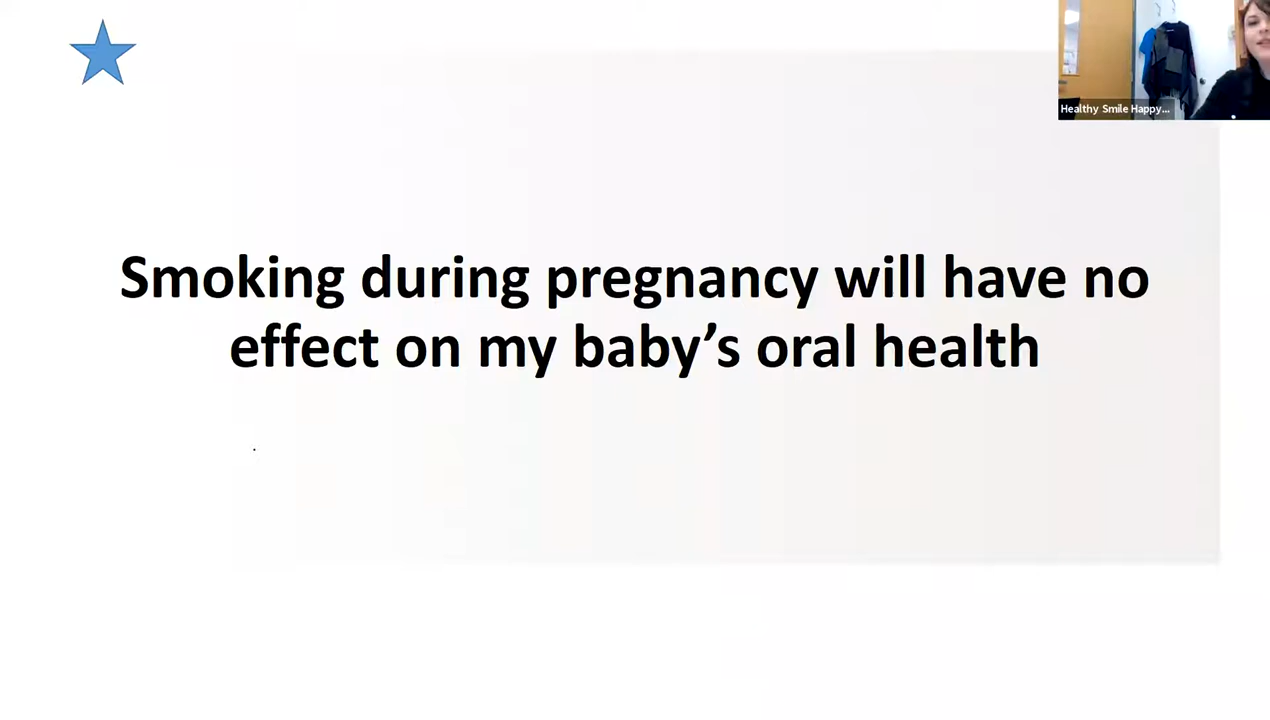 Healthy Smile Happy...
Smoking during pregnancy will have no
effect on my baby’s oral health